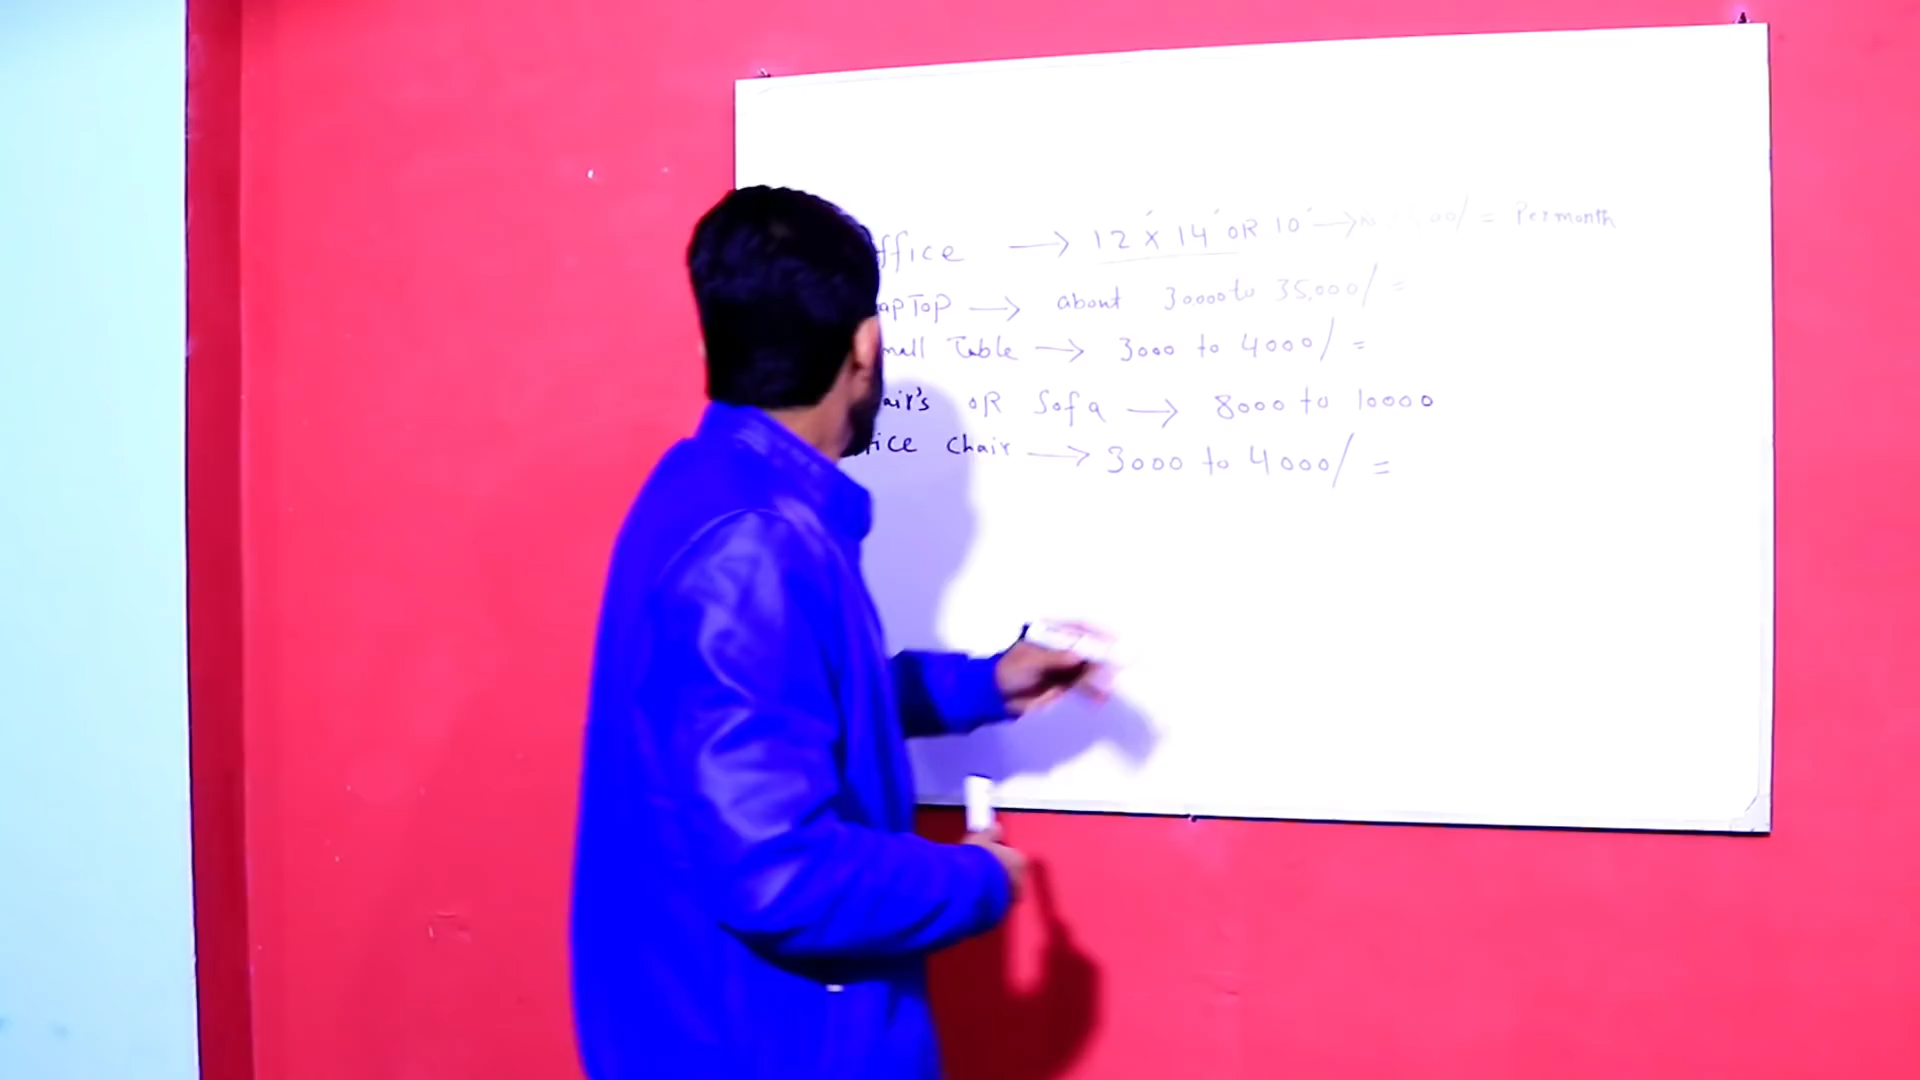 ffice → 12 x 14 OR 10 → = Per month
apTop → about 30000 to 35,000/=
mall Table → 3000 to 4000/=
air's OR Sofa → 8000 to 10000
fice Chair → 3000 to 4000/=